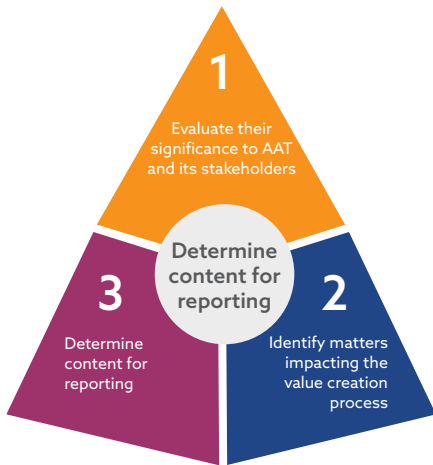 1
Evaluate their
significance to AAT
and its stakeholders
Determine
content for
reporting
2
Identify matters
impacting the
value creation
process
3
Determine
content for
reporting